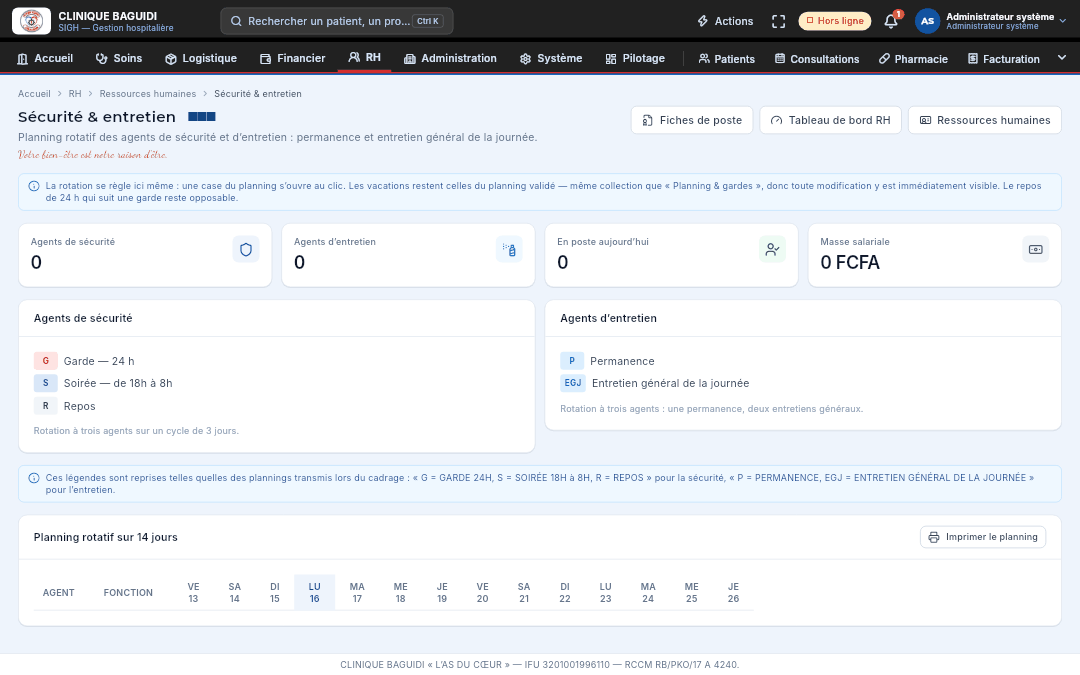 CLINIQUE BAGUIDI
SIGH — Gestion hospitalière
Rechercher un patient, un pro... Ctrl K
Actions
Hors ligne
1
AS
Administrateur système
Administrateur système
Accueil
Soins
Logistique
Financier
RH
Administration
Système
Pilotage
Patients
Consultations
Pharmacie
Facturation
Accueil > RH > Ressources humaines > Sécurité & entretien
Sécurité & entretien
Planning rotatif des agents de sécurité et d'entretien : permanence et entretien général de la journée.
Votre bien-être est notre raison d'être.
Fiches de poste
Tableau de bord RH
Ressources humaines
La rotation se règle ici même : une case du planning s'ouvre au clic. Les vacations restent celles du planning validé — même collection que « Planning & gardes », donc toute modification y est immédiatement visible. Le repos
de 24 h qui suit une garde reste opposable.
Agents de sécurité
0
Agents d'entretien
0
En poste aujourd'hui
0
Masse salariale
0 FCFA
Agents de sécurité
G Garde — 24 h
S Soirée — de 18h à 8h
R Repos
Rotation à trois agents sur un cycle de 3 jours.
Agents d'entretien
P Permanence
EGJ Entretien général de la journée
Rotation à trois agents : une permanence, deux entretiens généraux.
Ces légendes sont reprises telles quelles des plannings transmis lors du cadrage : « G = GARDE 24H, S = SOIRÉE 18H à 8H, R = REPOS » pour la sécurité, « P = PERMANENCE, EGJ = ENTRETIEN GÉNÉRAL DE LA JOURNÉE »
pour l'entretien.
Planning rotatif sur 14 jours
Imprimer le planning
AGENT FONCTION VE 13 SA 14 DI 15 LU 16 MA 17 ME 18 JE 19 VE 20 SA 21 DI 22 LU 23 MA 24 ME 25 JE 26
CLINIQUE BAGUIDI « L'AS DU CŒUR » — IFU 3201001996110 — RCCM RB/PKO/17 A 4240.